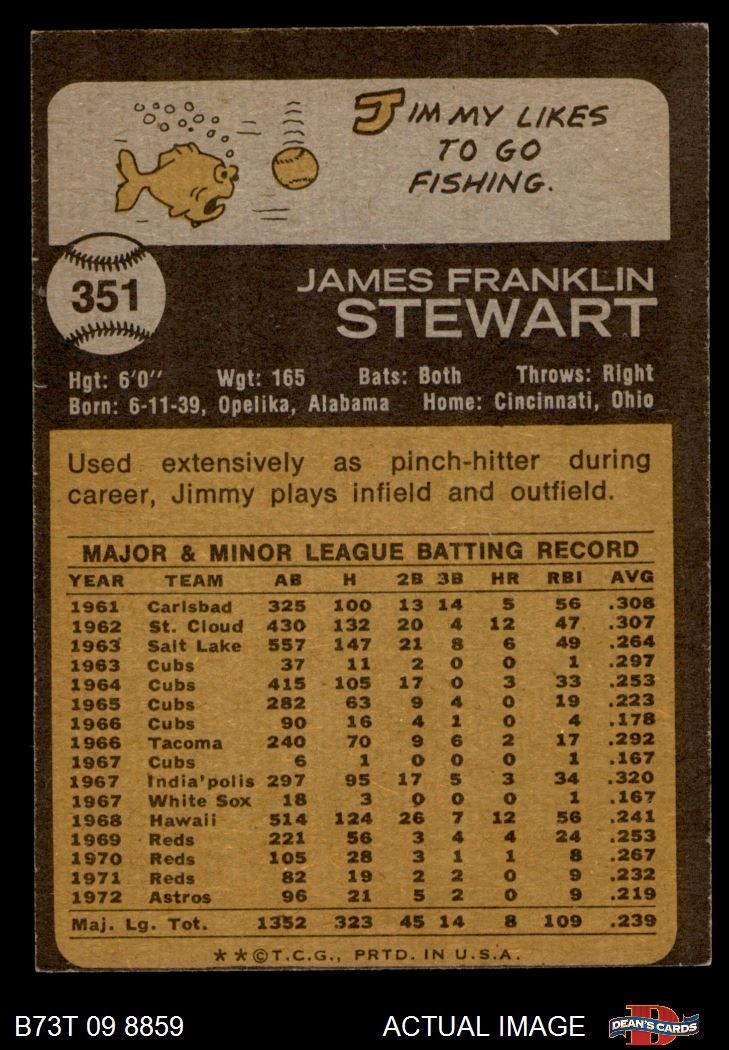 JIMMY LIKES
TO GO
FISHING.
351
JAMES FRANKLIN
STEWART
Hgt: 6'0" Wgt: 165 Bats: Both Throws: Right
Born: 6-11-39, Opelika, Alabama Home: Cincinnati, Ohio
Used extensively as pinch-hitter during
career, Jimmy plays infield and outfield.
MAJOR & MINOR LEAGUE BATTING RECORD
YEAR TEAM AB H 2B 3B HR RBI AVG
1961 Carlsbad 325 100 13 14 5 56 .308
1962 St. Cloud 430 132 20 4 12 47 .307
1963 Salt Lake 557 147 21 8 6 49 .264
1963 Cubs 37 11 2 0 0 1 .297
1964 Cubs 415 105 17 0 3 33 .253
1965 Cubs 282 63 9 4 0 19 .223
1966 Cubs 90 16 4 1 0 4 .178
1966 Tacoma 240 70 9 6 2 17 .292
1967 Cubs 6 1 0 0 0 1 .167
1967 India'polis 297 95 17 5 3 34 .320
1967 White Sox 18 3 0 0 0 1 .167
1968 Hawaii 514 124 26 7 12 56 .241
1969 Reds 221 56 3 4 4 24 .253
1970 Reds 105 28 3 1 1 8 .267
1971 Reds 82 19 2 2 0 9 .232
1972 Astros 96 21 5 2 0 9 .219
Maj. Lg. Tot. 1352 323 45 14 8 109 .239
★★©T.C.G., PRTD. IN U.S.A.
B73T 09 8859 ACTUAL IMAGE D DEAN'S CARDS